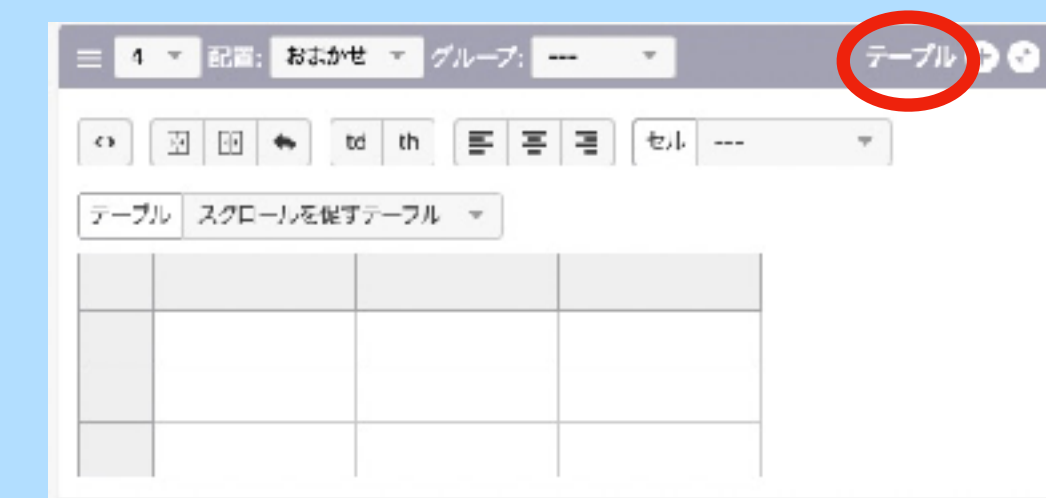 4 配置: おまかせ グループ: --- テーブル
td th セル ---
テーブル スクロールを促すテーブル